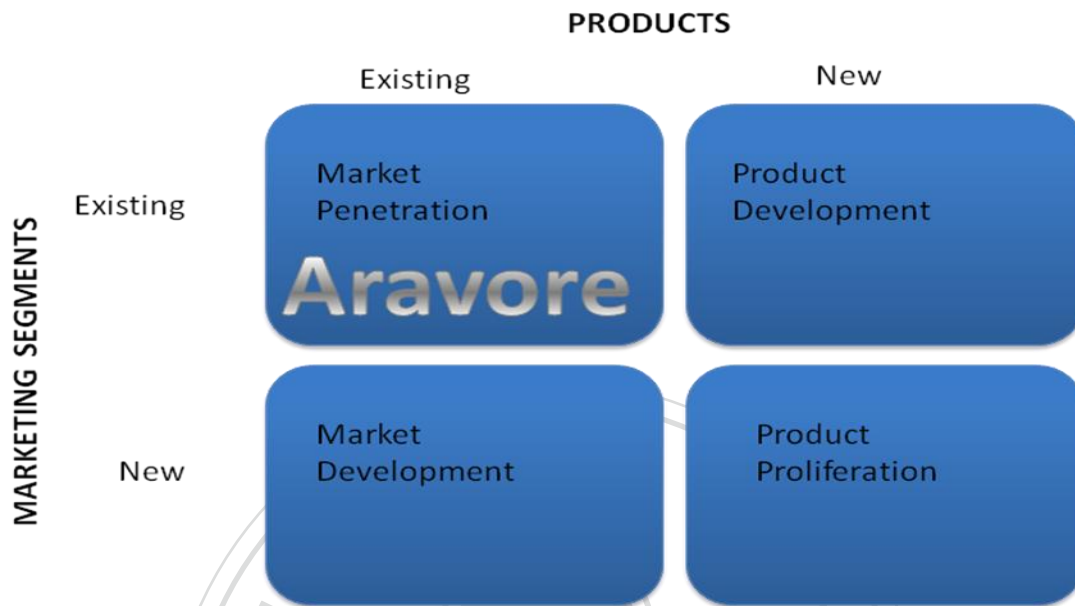 PRODUCTS
Existing
New
MARKETING SEGMENTS
Existing
Market
Penetration
Aravore
Product
Development
New
Market
Development
Product
Proliferation